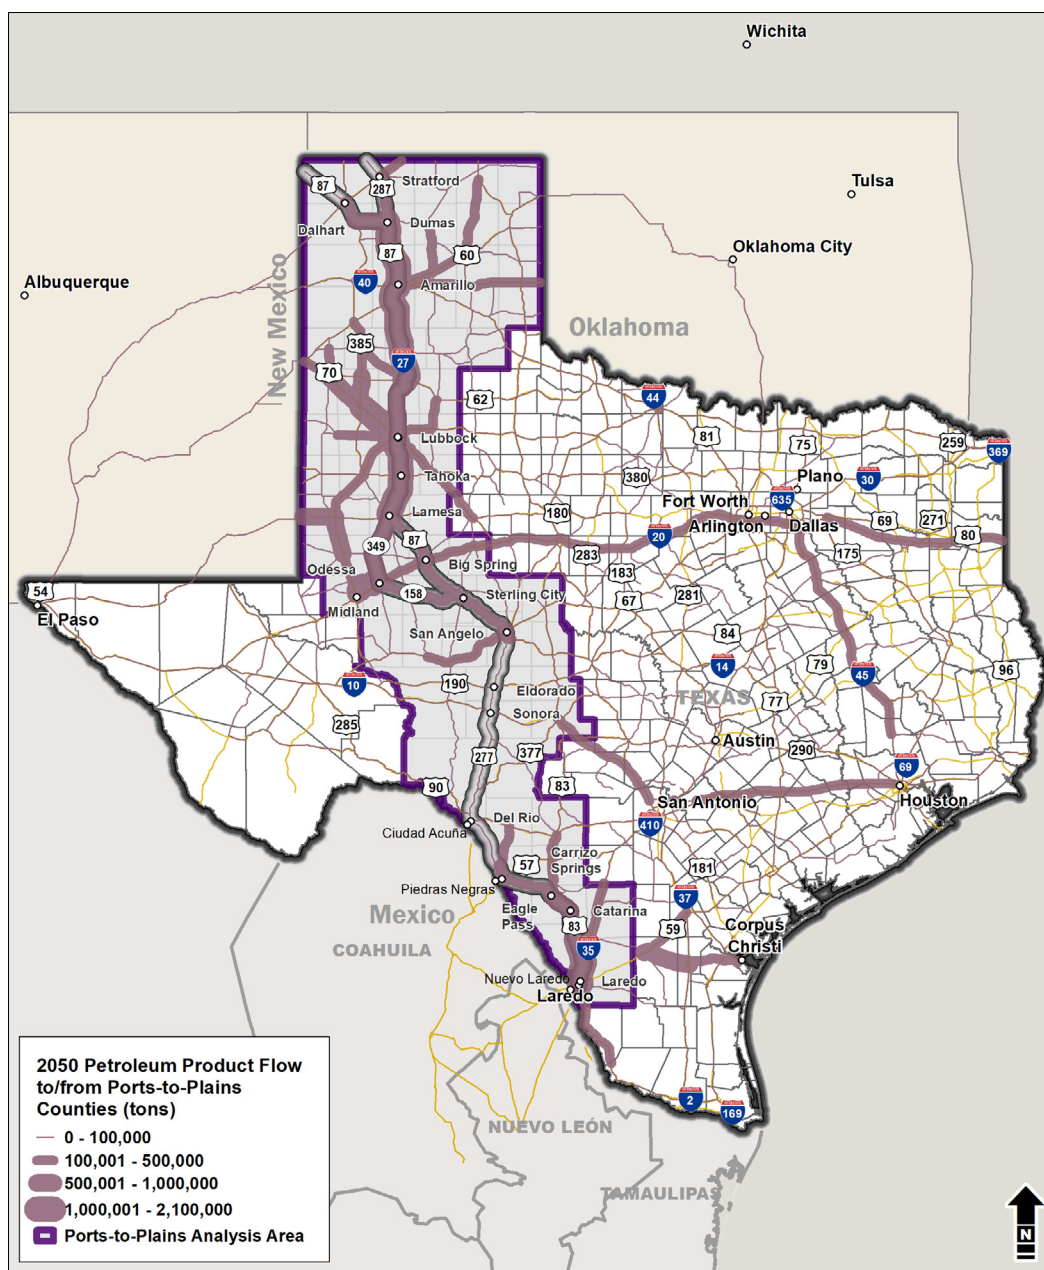 Wichita
Tulsa
Oklahoma City
Albuquerque
New Mexico
Oklahoma
87
287
Stratford
Dalhart
Dumas
87
60
40
Amarillo
385
27
70
62
44
81
75
259
369
Lubbock
380
Plano
30
Tahoka
635
Fort Worth
Lamesa
180
Arlington
Dallas
69
271
349
87
20
80
283
175
Odessa
Big Spring
183
54
158
Sterling City
67
281
El Paso
Midland
San Angelo
84
79
96
10
190
14
45
Eldorado
TEXAS
77
285
Sonora
Austin
290
277
377
69
90
83
San Antonio
Houston
Ciudad Acuña
Del Rio
410
57
Carrizo
Springs
181
Piedras Negras
37
Mexico
Eagle
Pass
Catarina
83
59
Corpus
Christi
COAHUILA
35
Nuevo Laredo
Laredo
Laredo
2
169
NUEVO LEÓN
TAMAULIPAS
2050 Petroleum Product Flow
to/from Ports-to-Plains
Counties (tons)
0 - 100,000
100,001 - 500,000
500,001 - 1,000,000
1,000,001 - 2,100,000
Ports-to-Plains Analysis Area
N